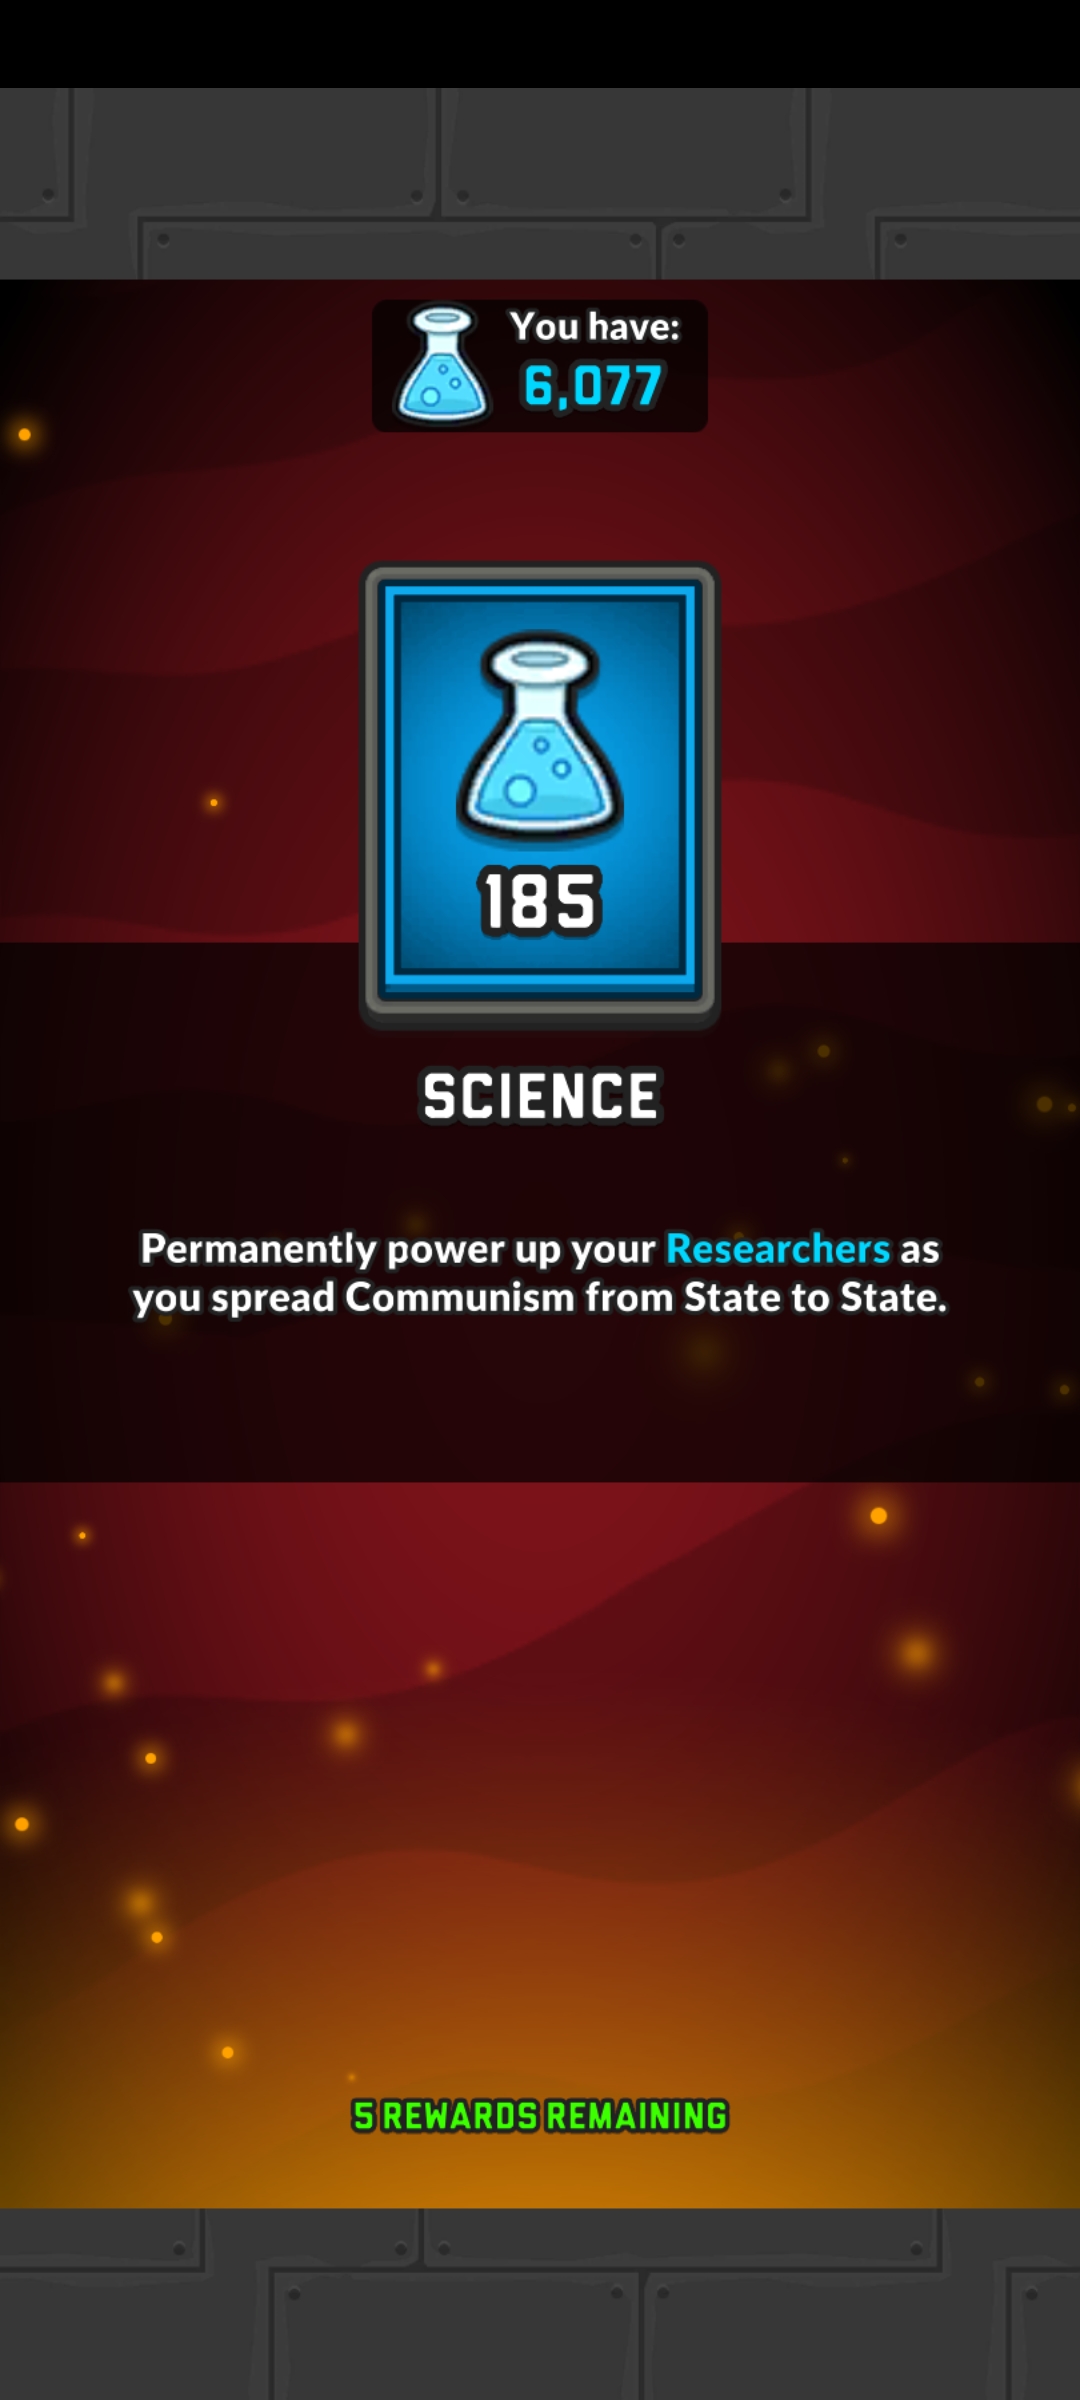 You have:
6,077
185
SCIENCE
Permanently power up your Researchers as
you spread Communism from State to State.
5 REWARDS REMAINING